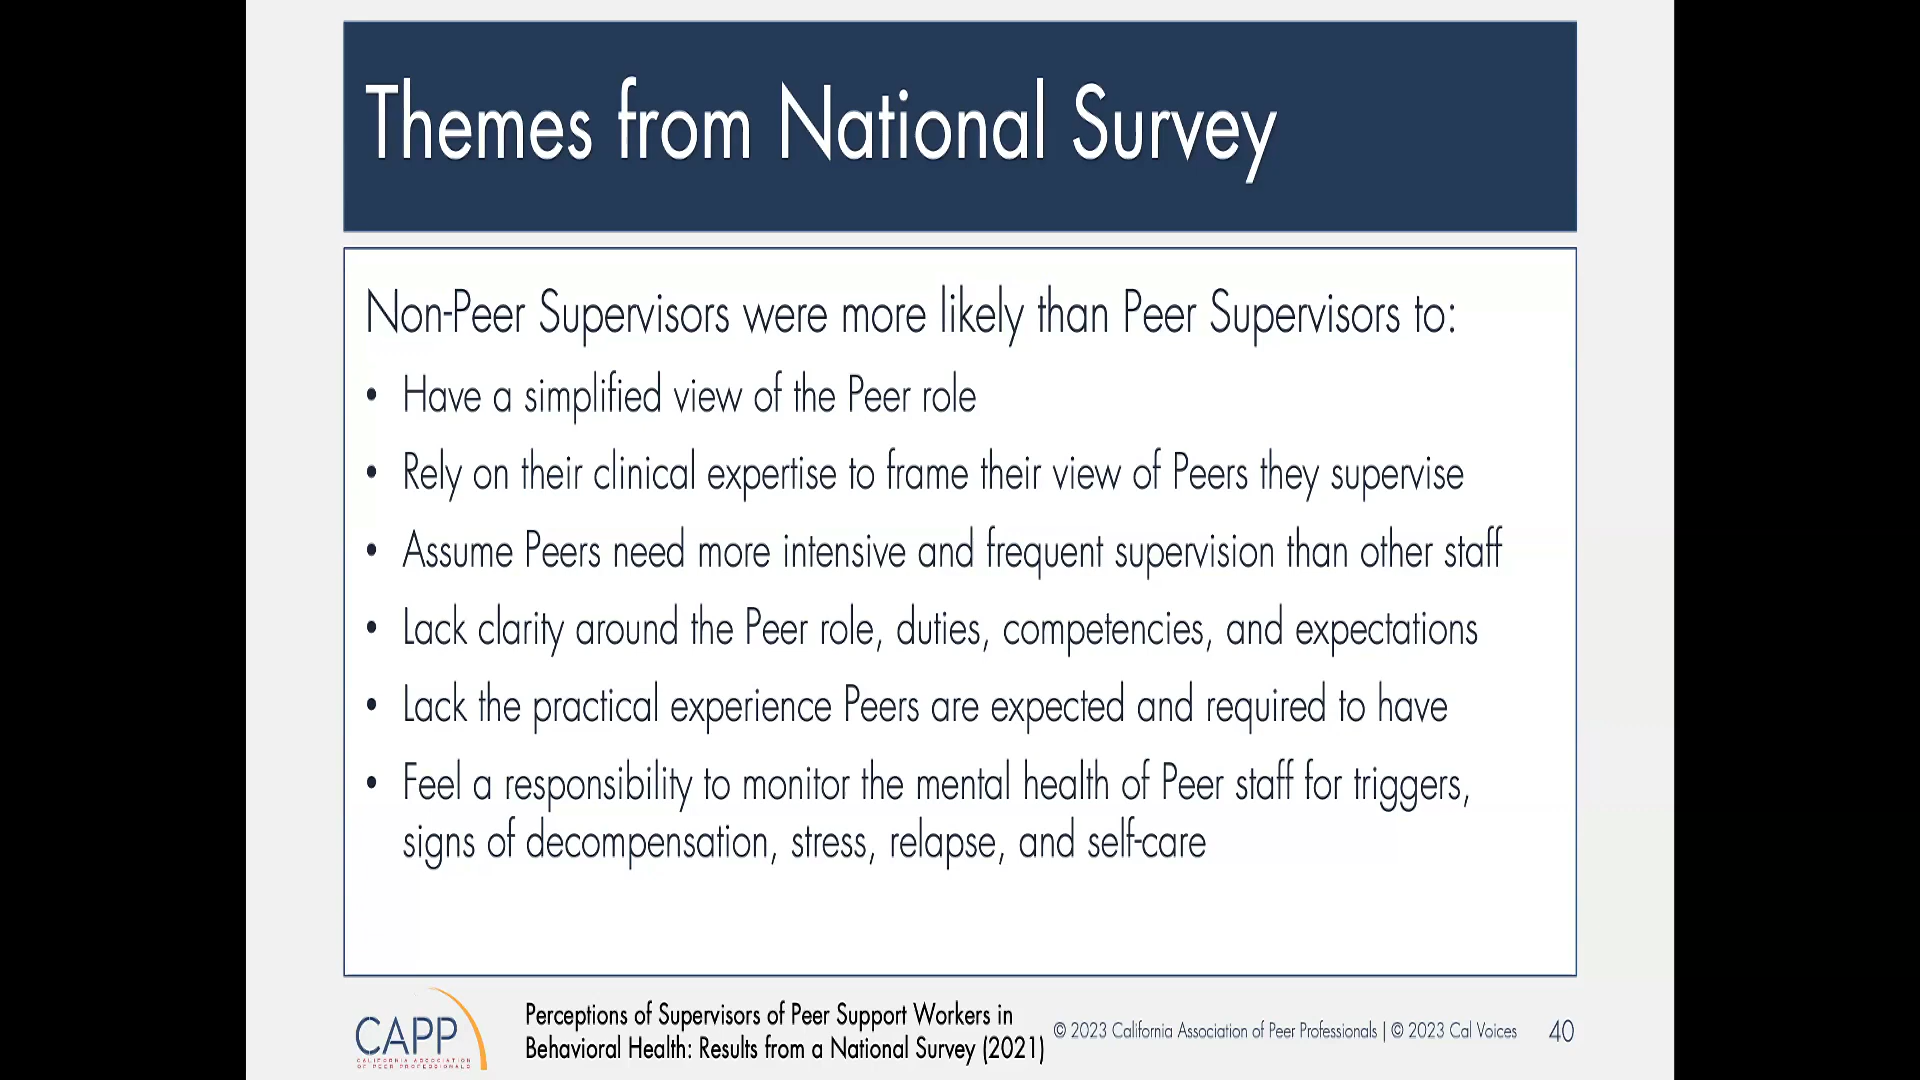 Themes from National Survey
Non-Peer Supervisors were more likely than Peer Supervisors to:
• Have a simplified view of the Peer role
• Rely on their clinical expertise to frame their view of Peers they supervise
• Assume Peers need more intensive and frequent supervision than other staff
• Lack clarity around the Peer role, duties, competencies, and expectations
• Lack the practical experience Peers are expected and required to have
• Feel a responsibility to monitor the mental health of Peer staff for triggers,
signs of decompensation, stress, relapse, and self-care
CAPP
CALIFORNIA ASSOCIATION
OF PEER PROFESSIONALS
Perceptions of Supervisors of Peer Support Workers in
Behavioral Health: Results from a National Survey (2021)
© 2023 California Association of Peer Professionals | © 2023 Cal Voices
40